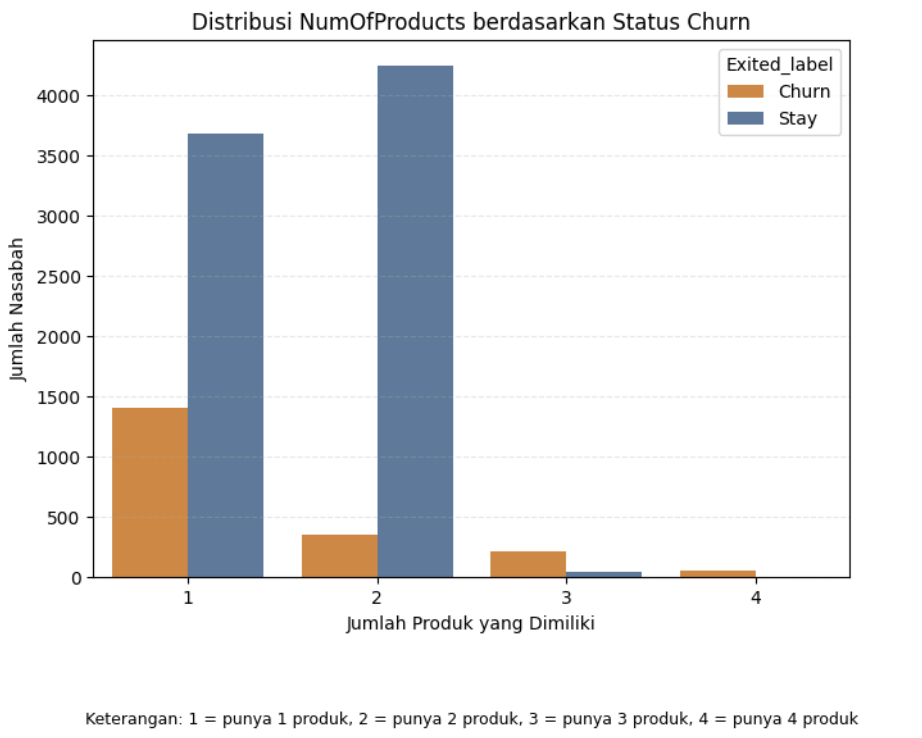 Distribusi NumOfProducts berdasarkan Status Churn
Exited_label
Churn
Stay
Jumlah Nasabah
4000
3500
3000
2500
2000
1500
1000
500
0
1 2 3 4
Jumlah Produk yang Dimiliki
Keterangan: 1 = punya 1 produk, 2 = punya 2 produk, 3 = punya 3 produk, 4 = punya 4 produk